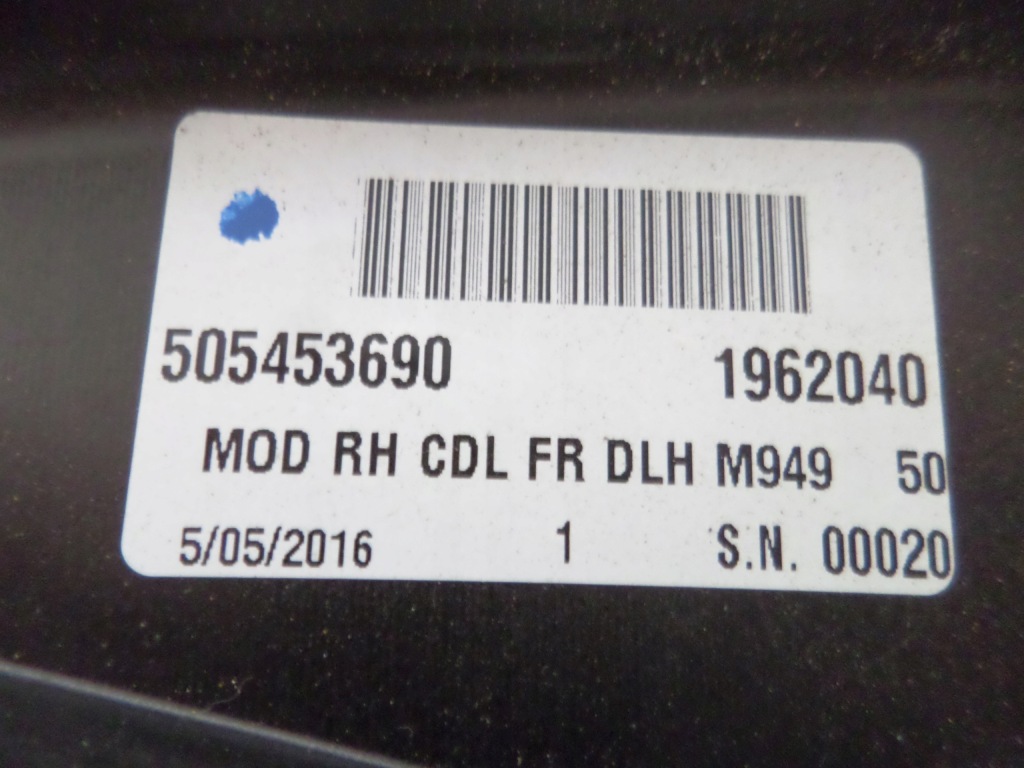 505453690 1962040
MOD RH CDL FR DLH M949 50
5/05/2016 1 S.N. 00020